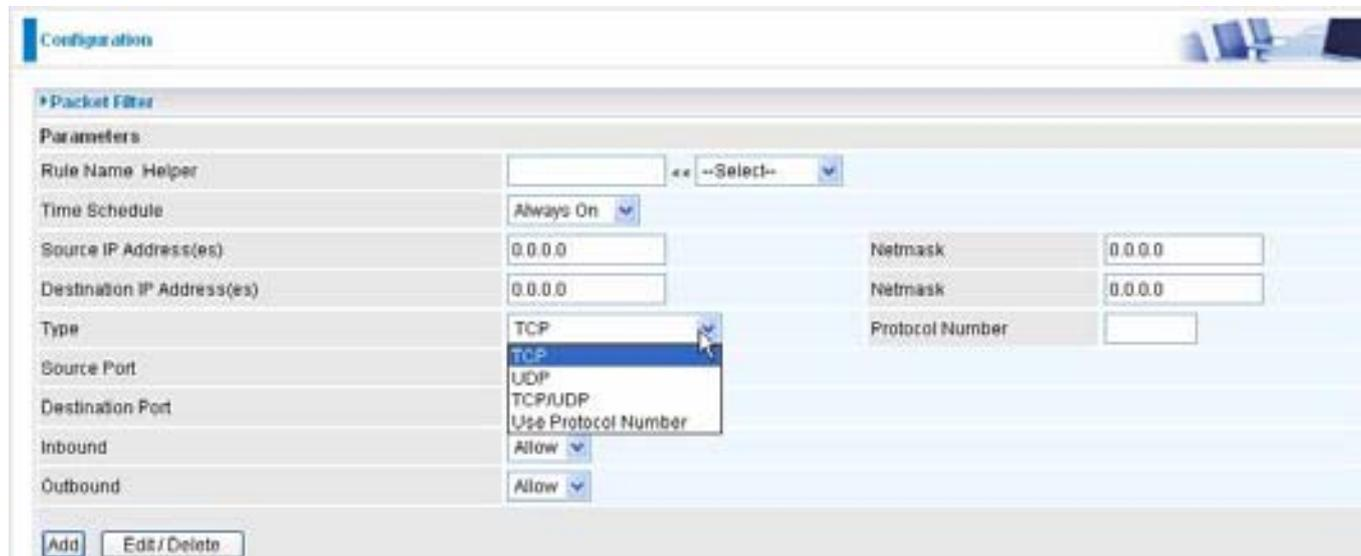 Configuration
Packet Filter
Parameters
Rule Name Helper << --Select--
Time Schedule Always On
Source IP Address(es) 0.0.0.0 Netmask 0.0.0.0
Destination IP Address(es) 0.0.0.0 Netmask 0.0.0.0
Type TCP Protocol Number
TCP
Source Port
UDP
TCP/UDP
Destination Port
Use Protocol Number
Inbound Allow
Outbound Allow
Add Edit / Delete